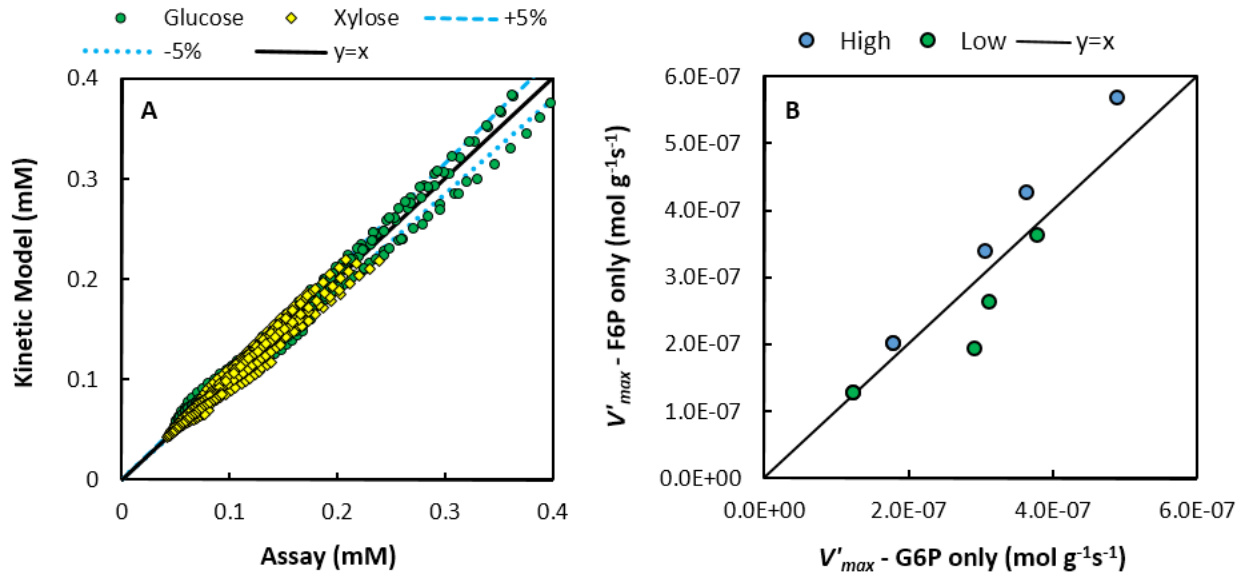 Glucose Xylose +5%
-5% y=x
A
0.4
0.3
0.2
0.1
0
0 0.1 0.2 0.3 0.4
Kinetic Model (mM)
Assay (mM)
High Low y=x
B
6.0E-07
5.0E-07
4.0E-07
3.0E-07
2.0E-07
1.0E-07
0.0E+00
0.0E+00 2.0E-07 4.0E-07 6.0E-07
V'max - F6P only (mol g-1s-1)
V'max - G6P only (mol g-1s-1)